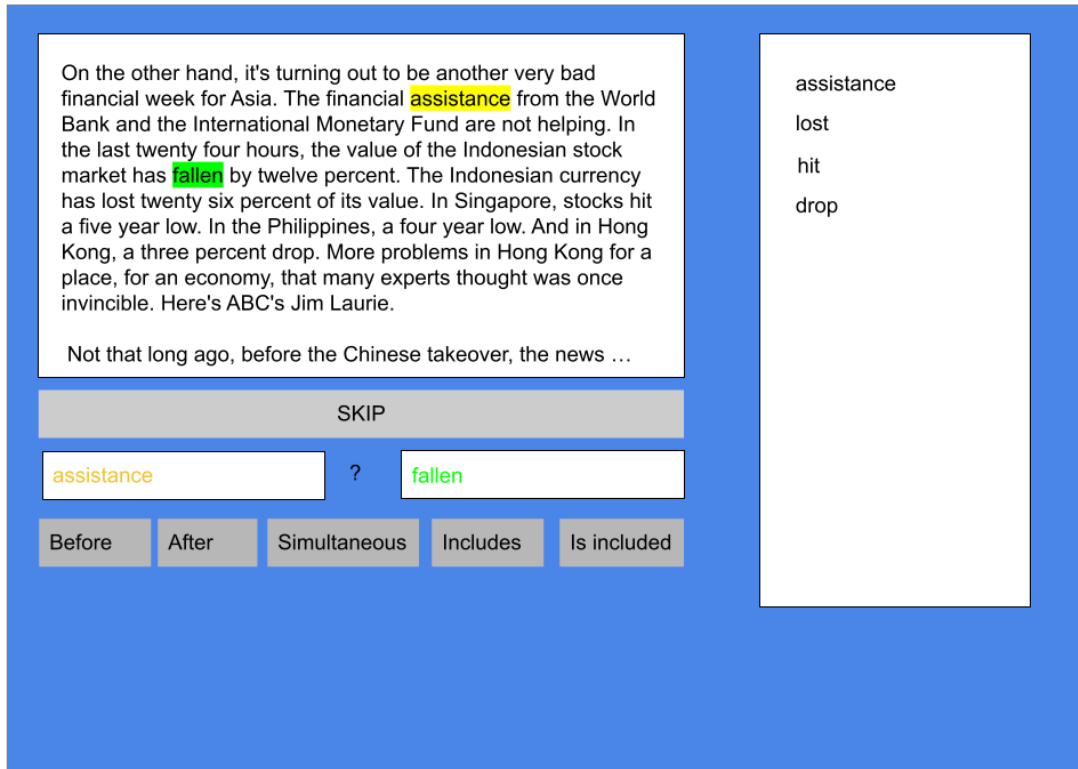 On the other hand, it's turning out to be another very bad
financial week for Asia. The financial assistance from the World
Bank and the International Monetary Fund are not helping. In
the last twenty four hours, the value of the Indonesian stock
market has fallen by twelve percent. The Indonesian currency
has lost twenty six percent of its value. In Singapore, stocks hit
a five year low. In the Philippines, a four year low. And in Hong
Kong, a three percent drop. More problems in Hong Kong for a
place, for an economy, that many experts thought was once
invincible. Here's ABC's Jim Laurie.
Not that long ago, before the Chinese takeover, the news …
SKIP
assistance ? fallen
Before After Simultaneous Includes Is included
assistance
lost
hit
drop